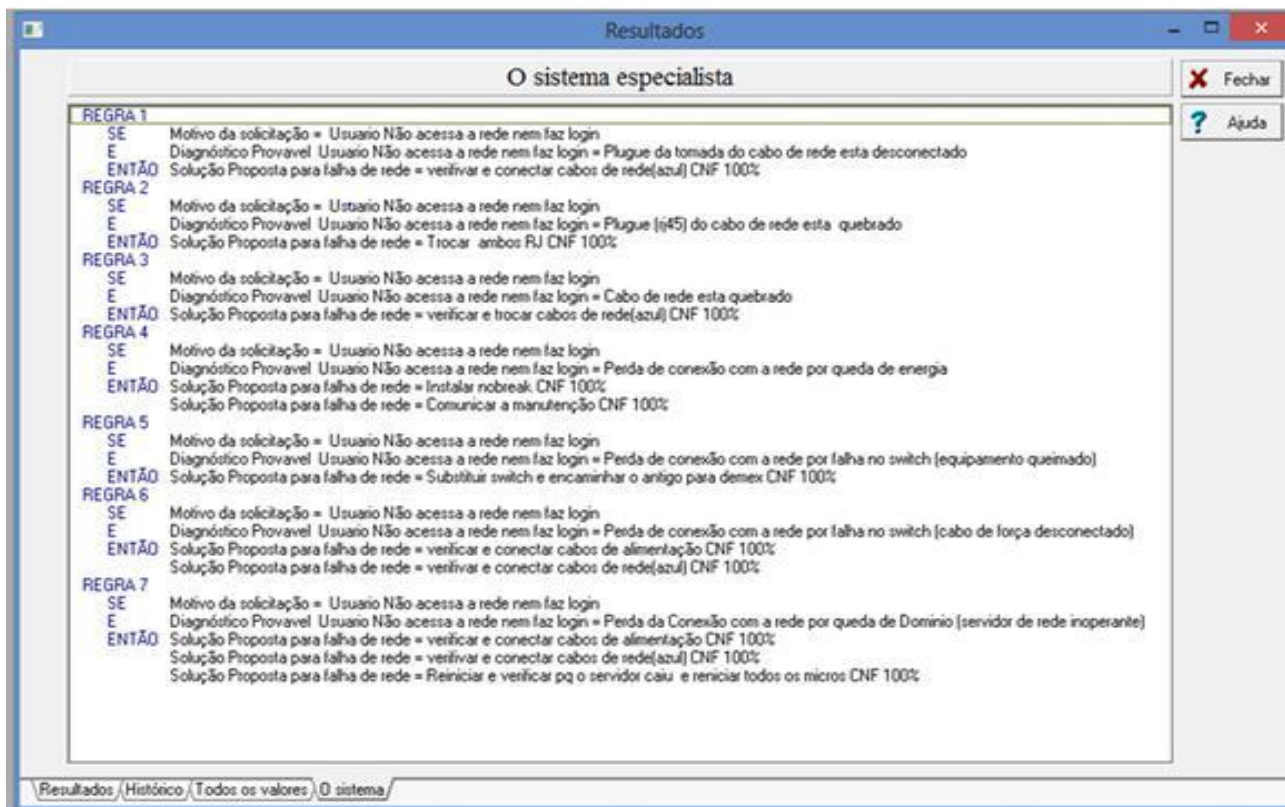 Resultados
O sistema especialista
Fechar
Ajuda
REGRA 1
SE Motivo da solicitação = Usuario Não acessa a rede nem faz login
E Diagnóstico Provavel Usuario Não acessa a rede nem faz login = Plugue da tomada do cabo de rede esta desconectado
ENTÃO Solução Proposta para falha de rede = verifivar e conectar cabos de rede(azul) CNF 100%
REGRA 2
SE Motivo da solicitação = Usuario Não acessa a rede nem faz login
E Diagnóstico Provavel Usuario Não acessa a rede nem faz login = Plugue (rj45) do cabo de rede esta quebrado
ENTÃO Solução Proposta para falha de rede = Trocar ambos RJ CNF 100%
REGRA 3
SE Motivo da solicitação = Usuario Não acessa a rede nem faz login
E Diagnóstico Provavel Usuario Não acessa a rede nem faz login = Cabo de rede esta quebrado
ENTÃO Solução Proposta para falha de rede = verificar e trocar cabos de rede(azul) CNF 100%
REGRA 4
SE Motivo da solicitação = Usuario Não acessa a rede nem faz login
E Diagnóstico Provavel Usuario Não acessa a rede nem faz login = Perda de conexão com a rede por queda de energia
ENTÃO Solução Proposta para falha de rede = Instalar nobreak CNF 100%
Solução Proposta para falha de rede = Comunicar a manutenção CNF 100%
REGRA 5
SE Motivo da solicitação = Usuario Não acessa a rede nem faz login
E Diagnóstico Provavel Usuario Não acessa a rede nem faz login = Perda de conexão com a rede por falha no switch (equipamento queimado)
ENTÃO Solução Proposta para falha de rede = Substituir switch e encaminhar o antigo para demex CNF 100%
REGRA 6
SE Motivo da solicitação = Usuario Não acessa a rede nem faz login
E Diagnóstico Provavel Usuario Não acessa a rede nem faz login = Perda de conexão com a rede por falha no switch (cabo de força desconectado)
ENTÃO Solução Proposta para falha de rede = verificar e conectar cabos de alimentação CNF 100%
Solução Proposta para falha de rede = verifivar e conectar cabos de rede(azul) CNF 100%
REGRA 7
SE Motivo da solicitação = Usuario Não acessa a rede nem faz login
E Diagnóstico Provavel Usuario Não acessa a rede nem faz login = Perda da Conexão com a rede por queda de Dominio (servidor de rede inoperante)
ENTÃO Solução Proposta para falha de rede = verificar e conectar cabos de alimentação CNF 100%
Solução Proposta para falha de rede = verifivar e conectar cabos de rede(azul) CNF 100%
Solução Proposta para falha de rede = Reiniciar e verificar pq o servidor caiu e reniciar todos os micros CNF 100%
Resultados Histórico Todos os valores O sistema